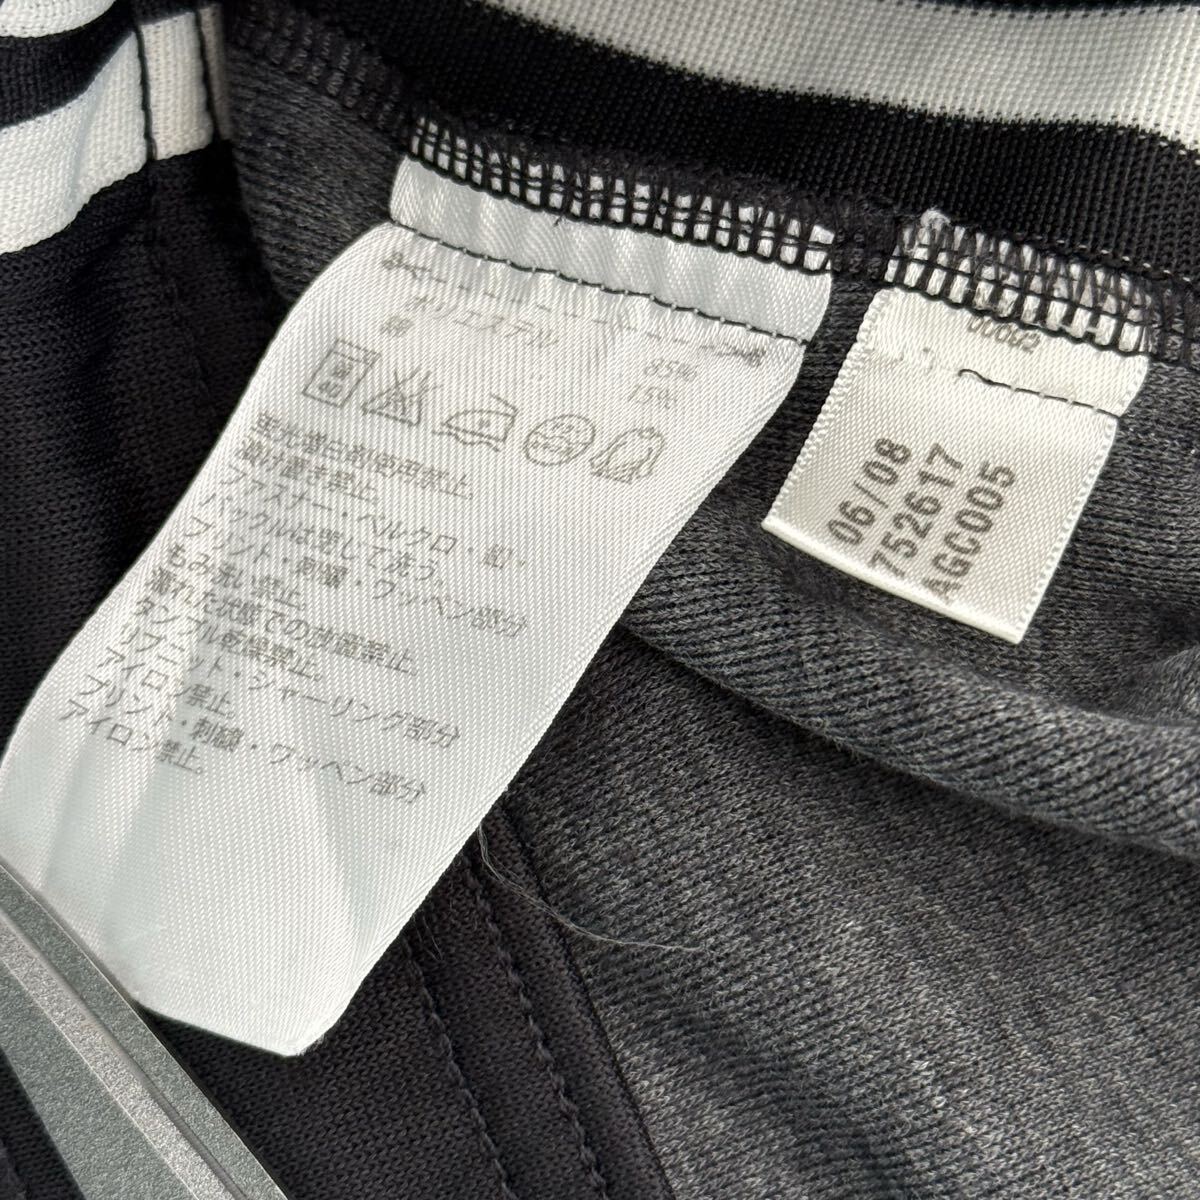 ポリエステル 85%
綿 15%
蛍光増白剤使用禁止。
漬け置き禁止。
ファスナー・ベルクロ・紐、
バックルは閉じて洗う。
プリント・刺繍・ワッペン部分
もみ洗い禁止。
濡れた状態での放置禁止。
タンブル乾燥禁止。
リブニット・シャーリング部分
アイロン禁止。
プリント・刺繍・ワッペン部分
アイロン禁止。
00002
06/08
752617
AGC005